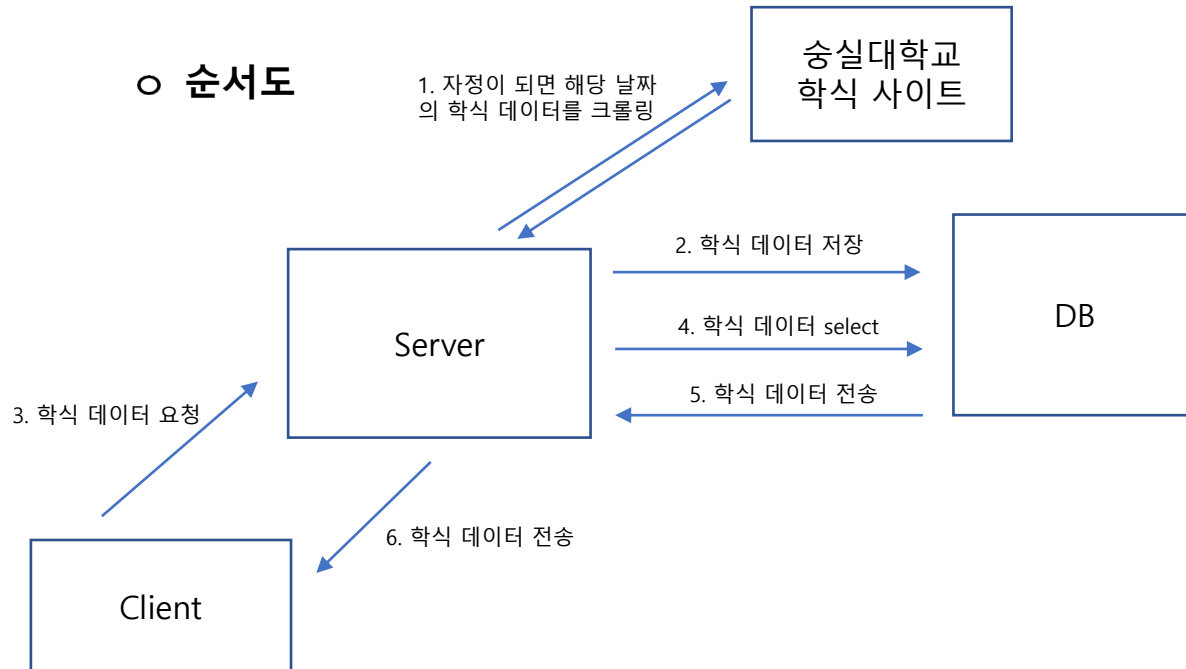 ㅇ 순서도
숭실대학교
학식 사이트
1. 자정이 되면 해당 날짜
의 학식 데이터를 크롤링
2. 학식 데이터 저장
4. 학식 데이터 select
5. 학식 데이터 전송
DB
Server
3. 학식 데이터 요청
6. 학식 데이터 전송
Client